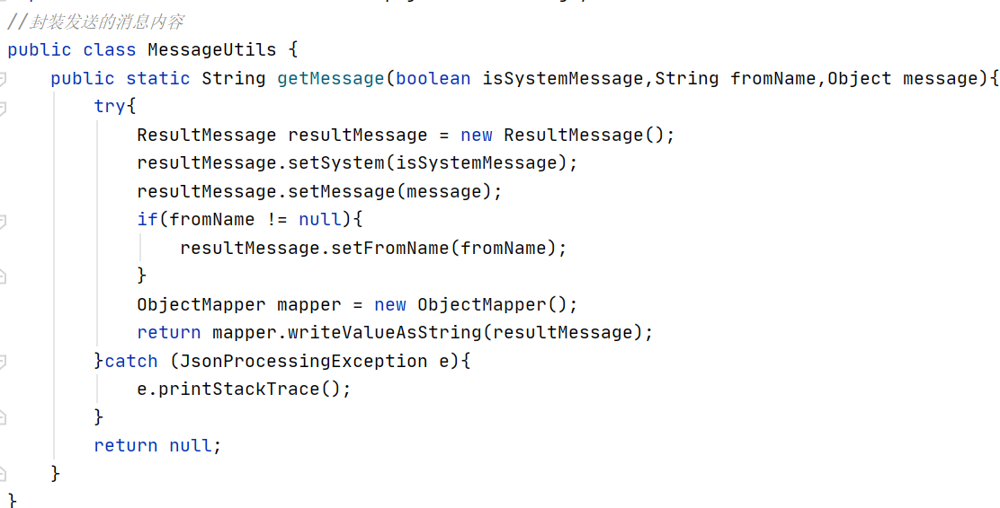 //封装发送的消息内容
public class MessageUtils {
    public static String getMessage(boolean isSystemMessage,String fromName,Object message){
        try{
            ResultMessage resultMessage = new ResultMessage();
            resultMessage.setSystem(isSystemMessage);
            resultMessage.setMessage(message);
            if(fromName != null){
                resultMessage.setFromName(fromName);
            }
            ObjectMapper mapper = new ObjectMapper();
            return mapper.writeValueAsString(resultMessage);
        }catch (JsonProcessingException e){
            e.printStackTrace();
        }
        return null;
    }
}